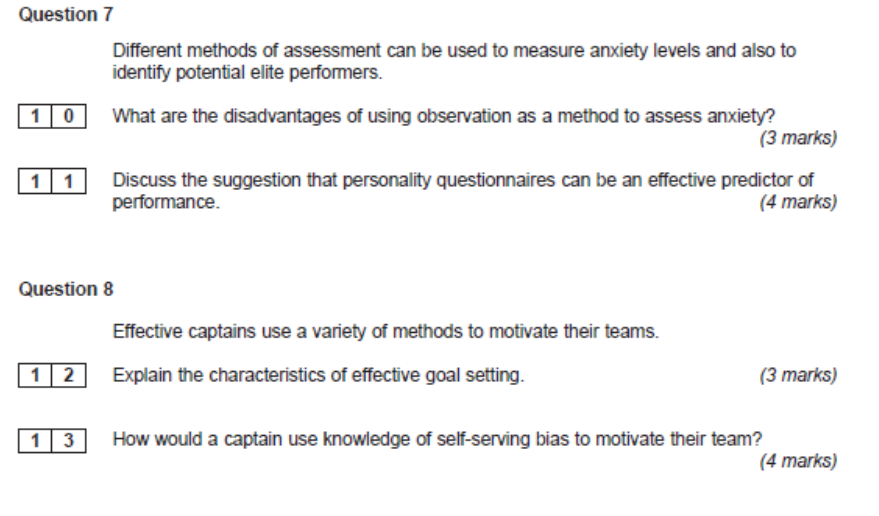 Question 7
Different methods of assessment can be used to measure anxiety levels and also to
identify potential elite performers.
1 0 What are the disadvantages of using observation as a method to assess anxiety?
(3 marks)
1 1 Discuss the suggestion that personality questionnaires can be an effective predictor of
performance. (4 marks)
Question 8
Effective captains use a variety of methods to motivate their teams.
1 2 Explain the characteristics of effective goal setting. (3 marks)
1 3 How would a captain use knowledge of self-serving bias to motivate their team?
(4 marks)